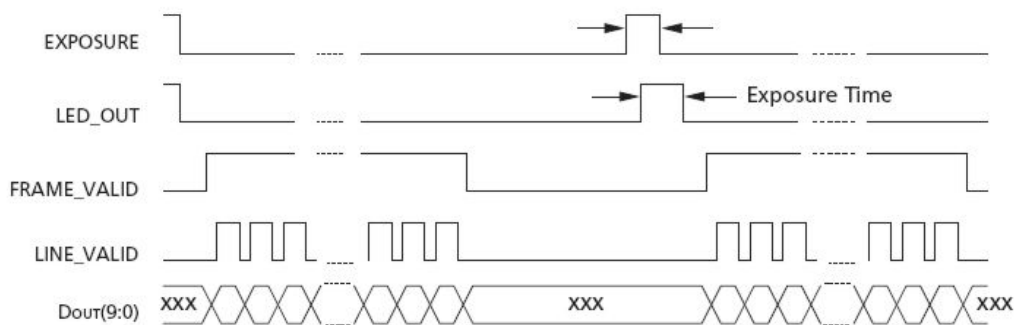 EXPOSURE
LED_OUT
Exposure Time
FRAME_VALID
LINE_VALID
DOUT(9:0)
XXX
XXX
XXX